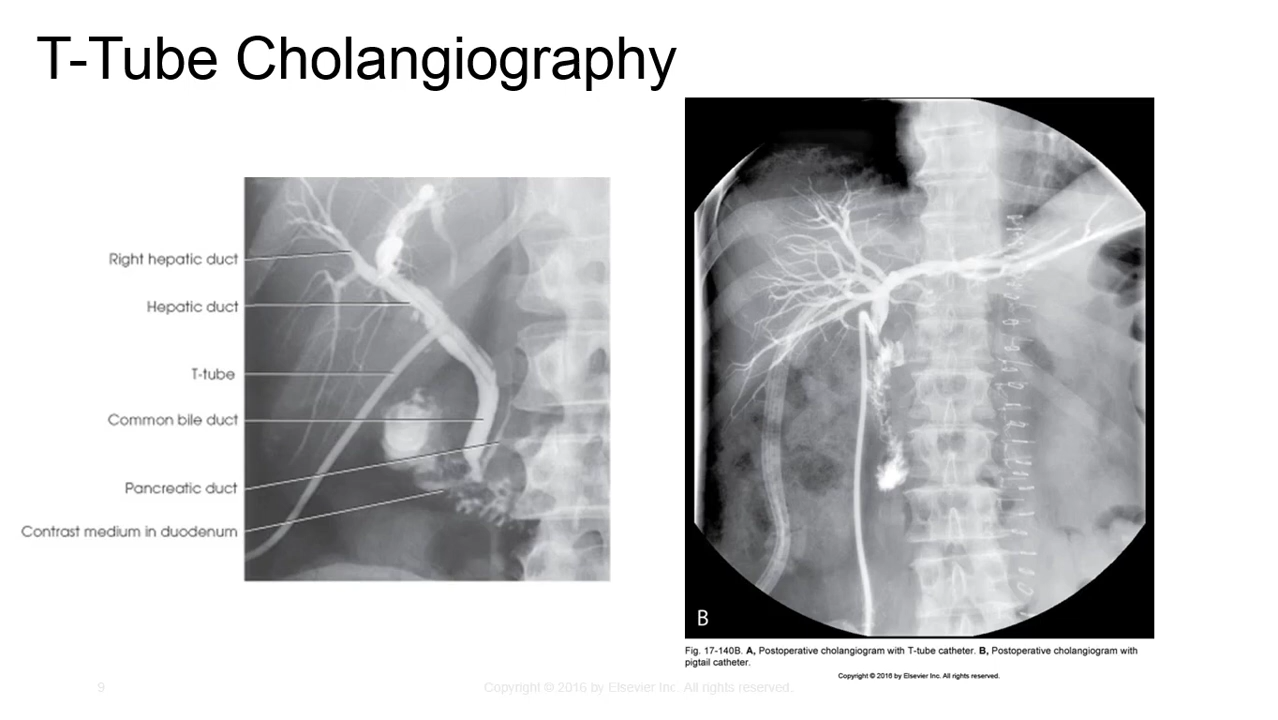 T-Tube Cholangiography
Right hepatic duct
Hepatic duct
T-tube
Common bile duct
Pancreatic duct
Contrast medium in duodenum
B
Fig. 17-140B. A, Postoperative cholangiogram with T-tube catheter. B, Postoperative cholangiogram with
pigtail catheter.
Copyright © 2016 by Elsevier Inc. All rights reserved.
9
Copyright © 2016 by Elsevier Inc. All rights reserved.